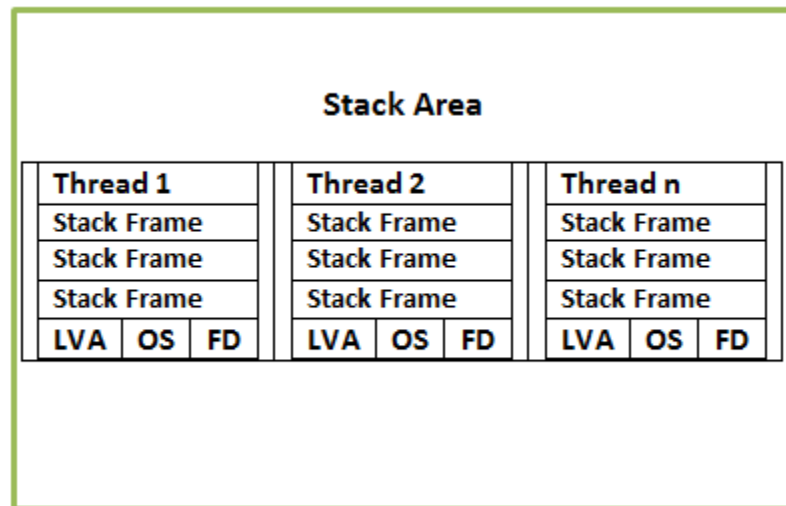 Stack Area
Thread 1 Thread 2 Thread n
Stack Frame Stack Frame Stack Frame
Stack Frame Stack Frame Stack Frame
Stack Frame Stack Frame Stack Frame
LVA OS FD LVA OS FD LVA OS FD